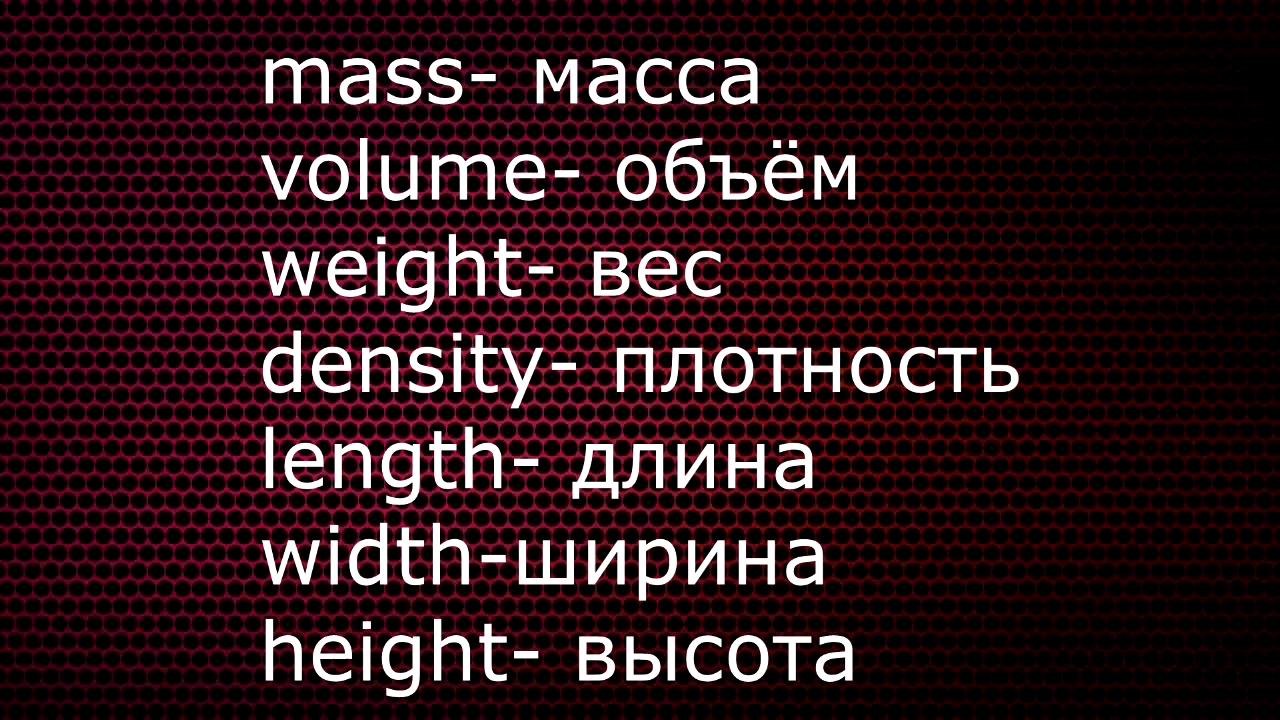 mass- масса
volume- объём
weight- вес
density- плотность
length- длина
width-ширина
height- высота